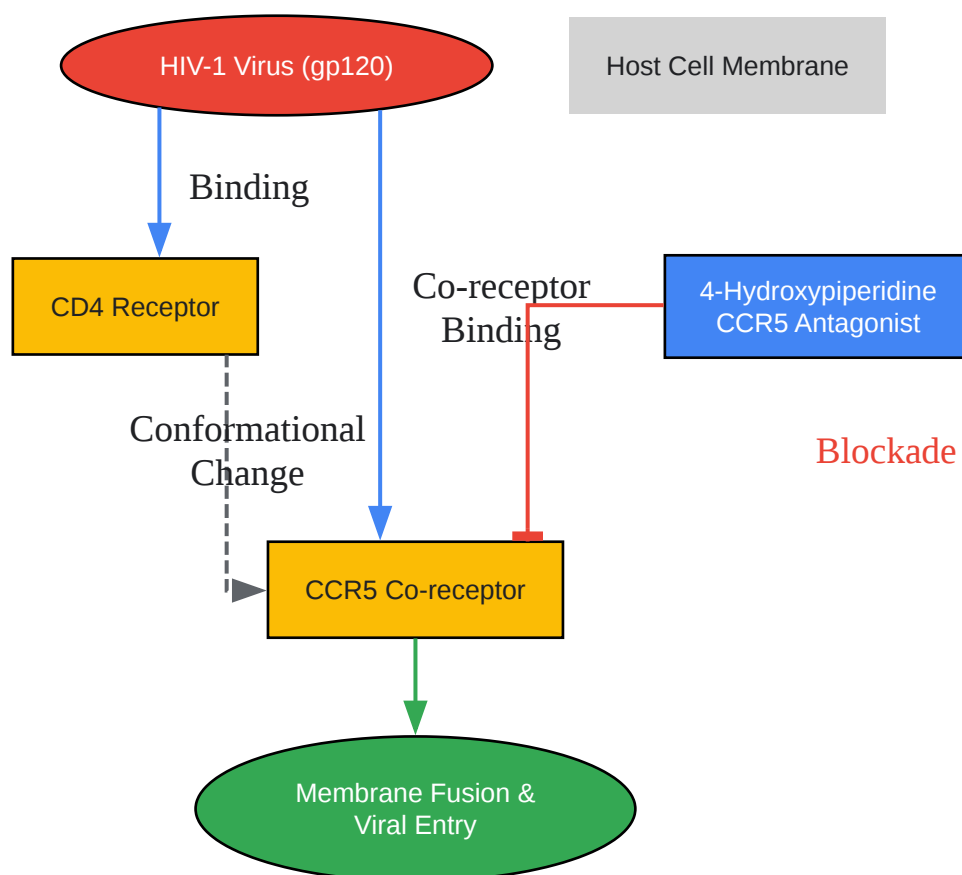 HIV-1 Virus (gp120)
Host Cell Membrane
Binding
CD4 Receptor
Co-receptor
Binding
4-Hydroxypiperidine
CCR5 Antagonist
Conformational
Change
Blockade
CCR5 Co-receptor
Membrane Fusion &
Viral Entry